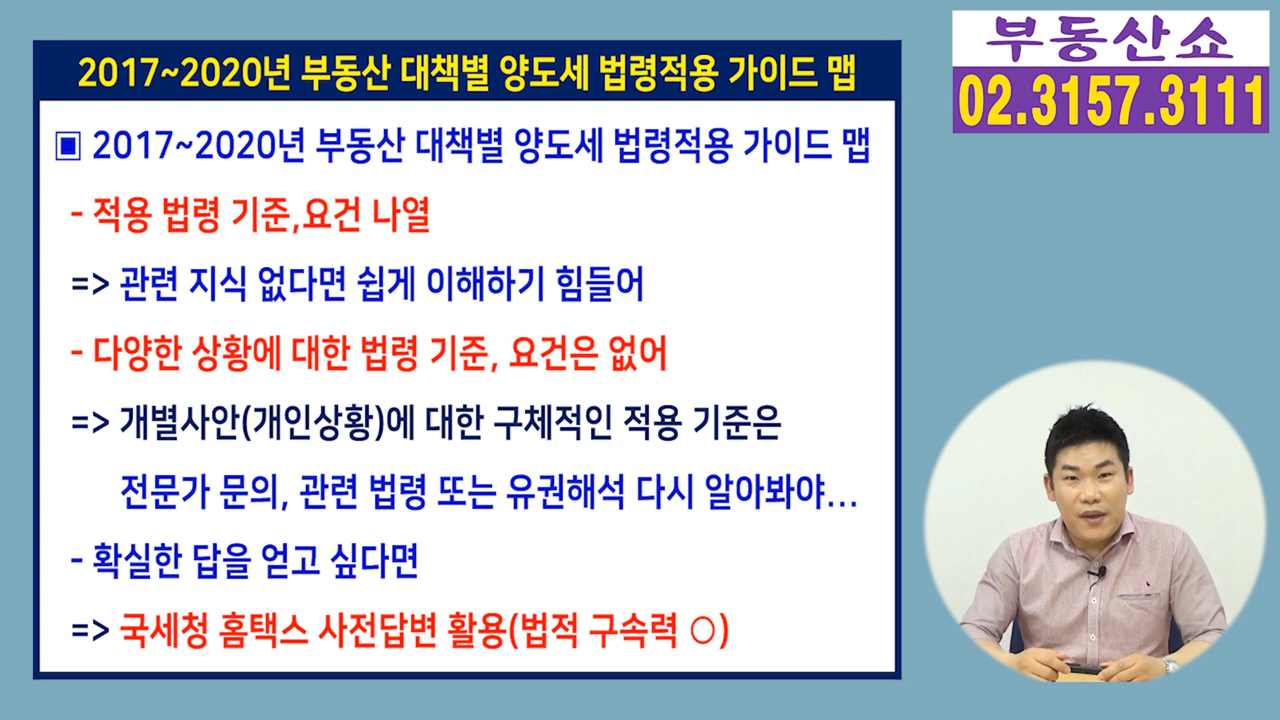 2017~2020년 부동산 대책별 양도세 법령적용 가이드 맵
▣ 2017~2020년 부동산 대책별 양도세 법령적용 가이드 맵
- 적용 법령 기준,요건 나열
=> 관련 지식 없다면 쉽게 이해하기 힘들어
- 다양한 상황에 대한 법령 기준, 요건은 없어
=> 개별사안(개인상황)에 대한 구체적인 적용 기준은
전문가 문의, 관련 법령 또는 유권해석 다시 알아봐야...
- 확실한 답을 얻고 싶다면
=> 국세청 홈택스 사전답변 활용(법적 구속력 ○)
부동산쇼
02.3157.3111